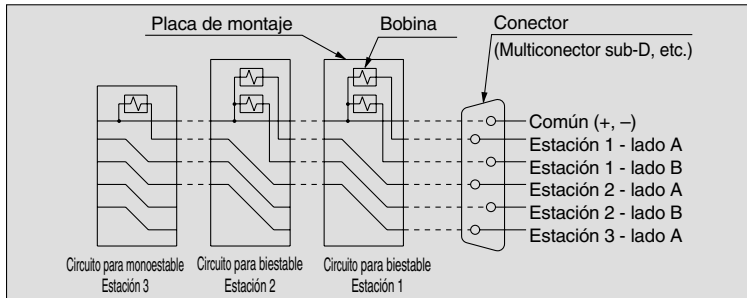 Placa de montaje
Bobina
Conector
(Multiconector sub-D, etc.)
Común (+, –)
Estación 1 - lado A
Estación 1 - lado B
Estación 2 - lado A
Estación 2 - lado B
Estación 3 - lado A
Circuito para monoestable
Estación 3
Circuito para biestable
Estación 2
Circuito para biestable
Estación 1